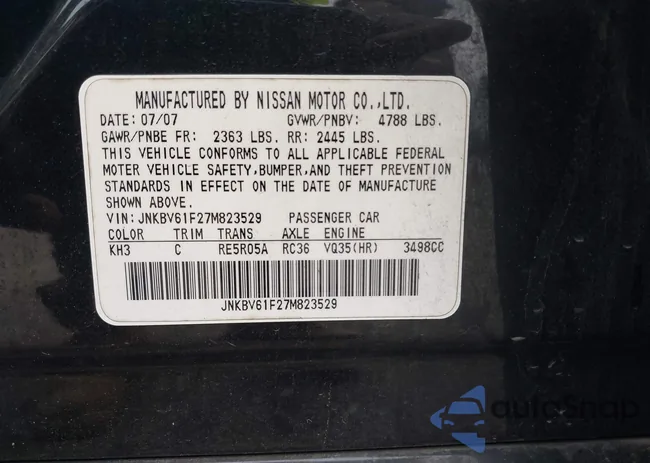 MANUFACTURED BY NISSAN MOTOR CO.,LTD.
DATE: 07/07 GVWR/PNBV: 4788 LBS.
GAWR/PNBE FR: 2363 LBS. RR: 2445 LBS.
THIS VEHICLE CONFORMS TO ALL APPLICABLE FEDERAL
MOTER VEHICLE SAFETY,BUMPER,AND THEFT PREVENTION
STANDARDS IN EFFECT ON THE DATE OF MANUFACTURE
SHOWN ABOVE.
VIN: JNKBV61F27M823529 PASSENGER CAR
COLOR TRIM TRANS AXLE ENGINE
KH3 C RE5R05A RC36 VQ35(HR) 3498CC
JNKBV61F27M823529
autoSnap